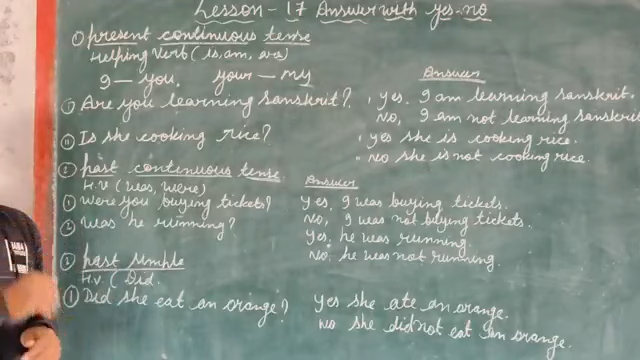 Lesson - 17 Answer with yes-no
① present continuous tense
Helping Verb (is, am, are)
I — you, your — my
Answer
① Are you learning Sanskrit? , yes. I am learning sanskrit.
No, I am not learning sanskrit
② Is she cooking rice? , yes she is cooking rice.
, no she is not cooking rice.
② past continuous tense
H.V (was, were) Answer
① Were you buying tickets? yes, I was buying tickets.
No, I was not buying tickets.
② Was he running? yes, he was running.
No, he was not running.
③ past simple
H.V. ( Did.
① Did she eat an orange? yes she ate an orange.
no she did not eat an orange.